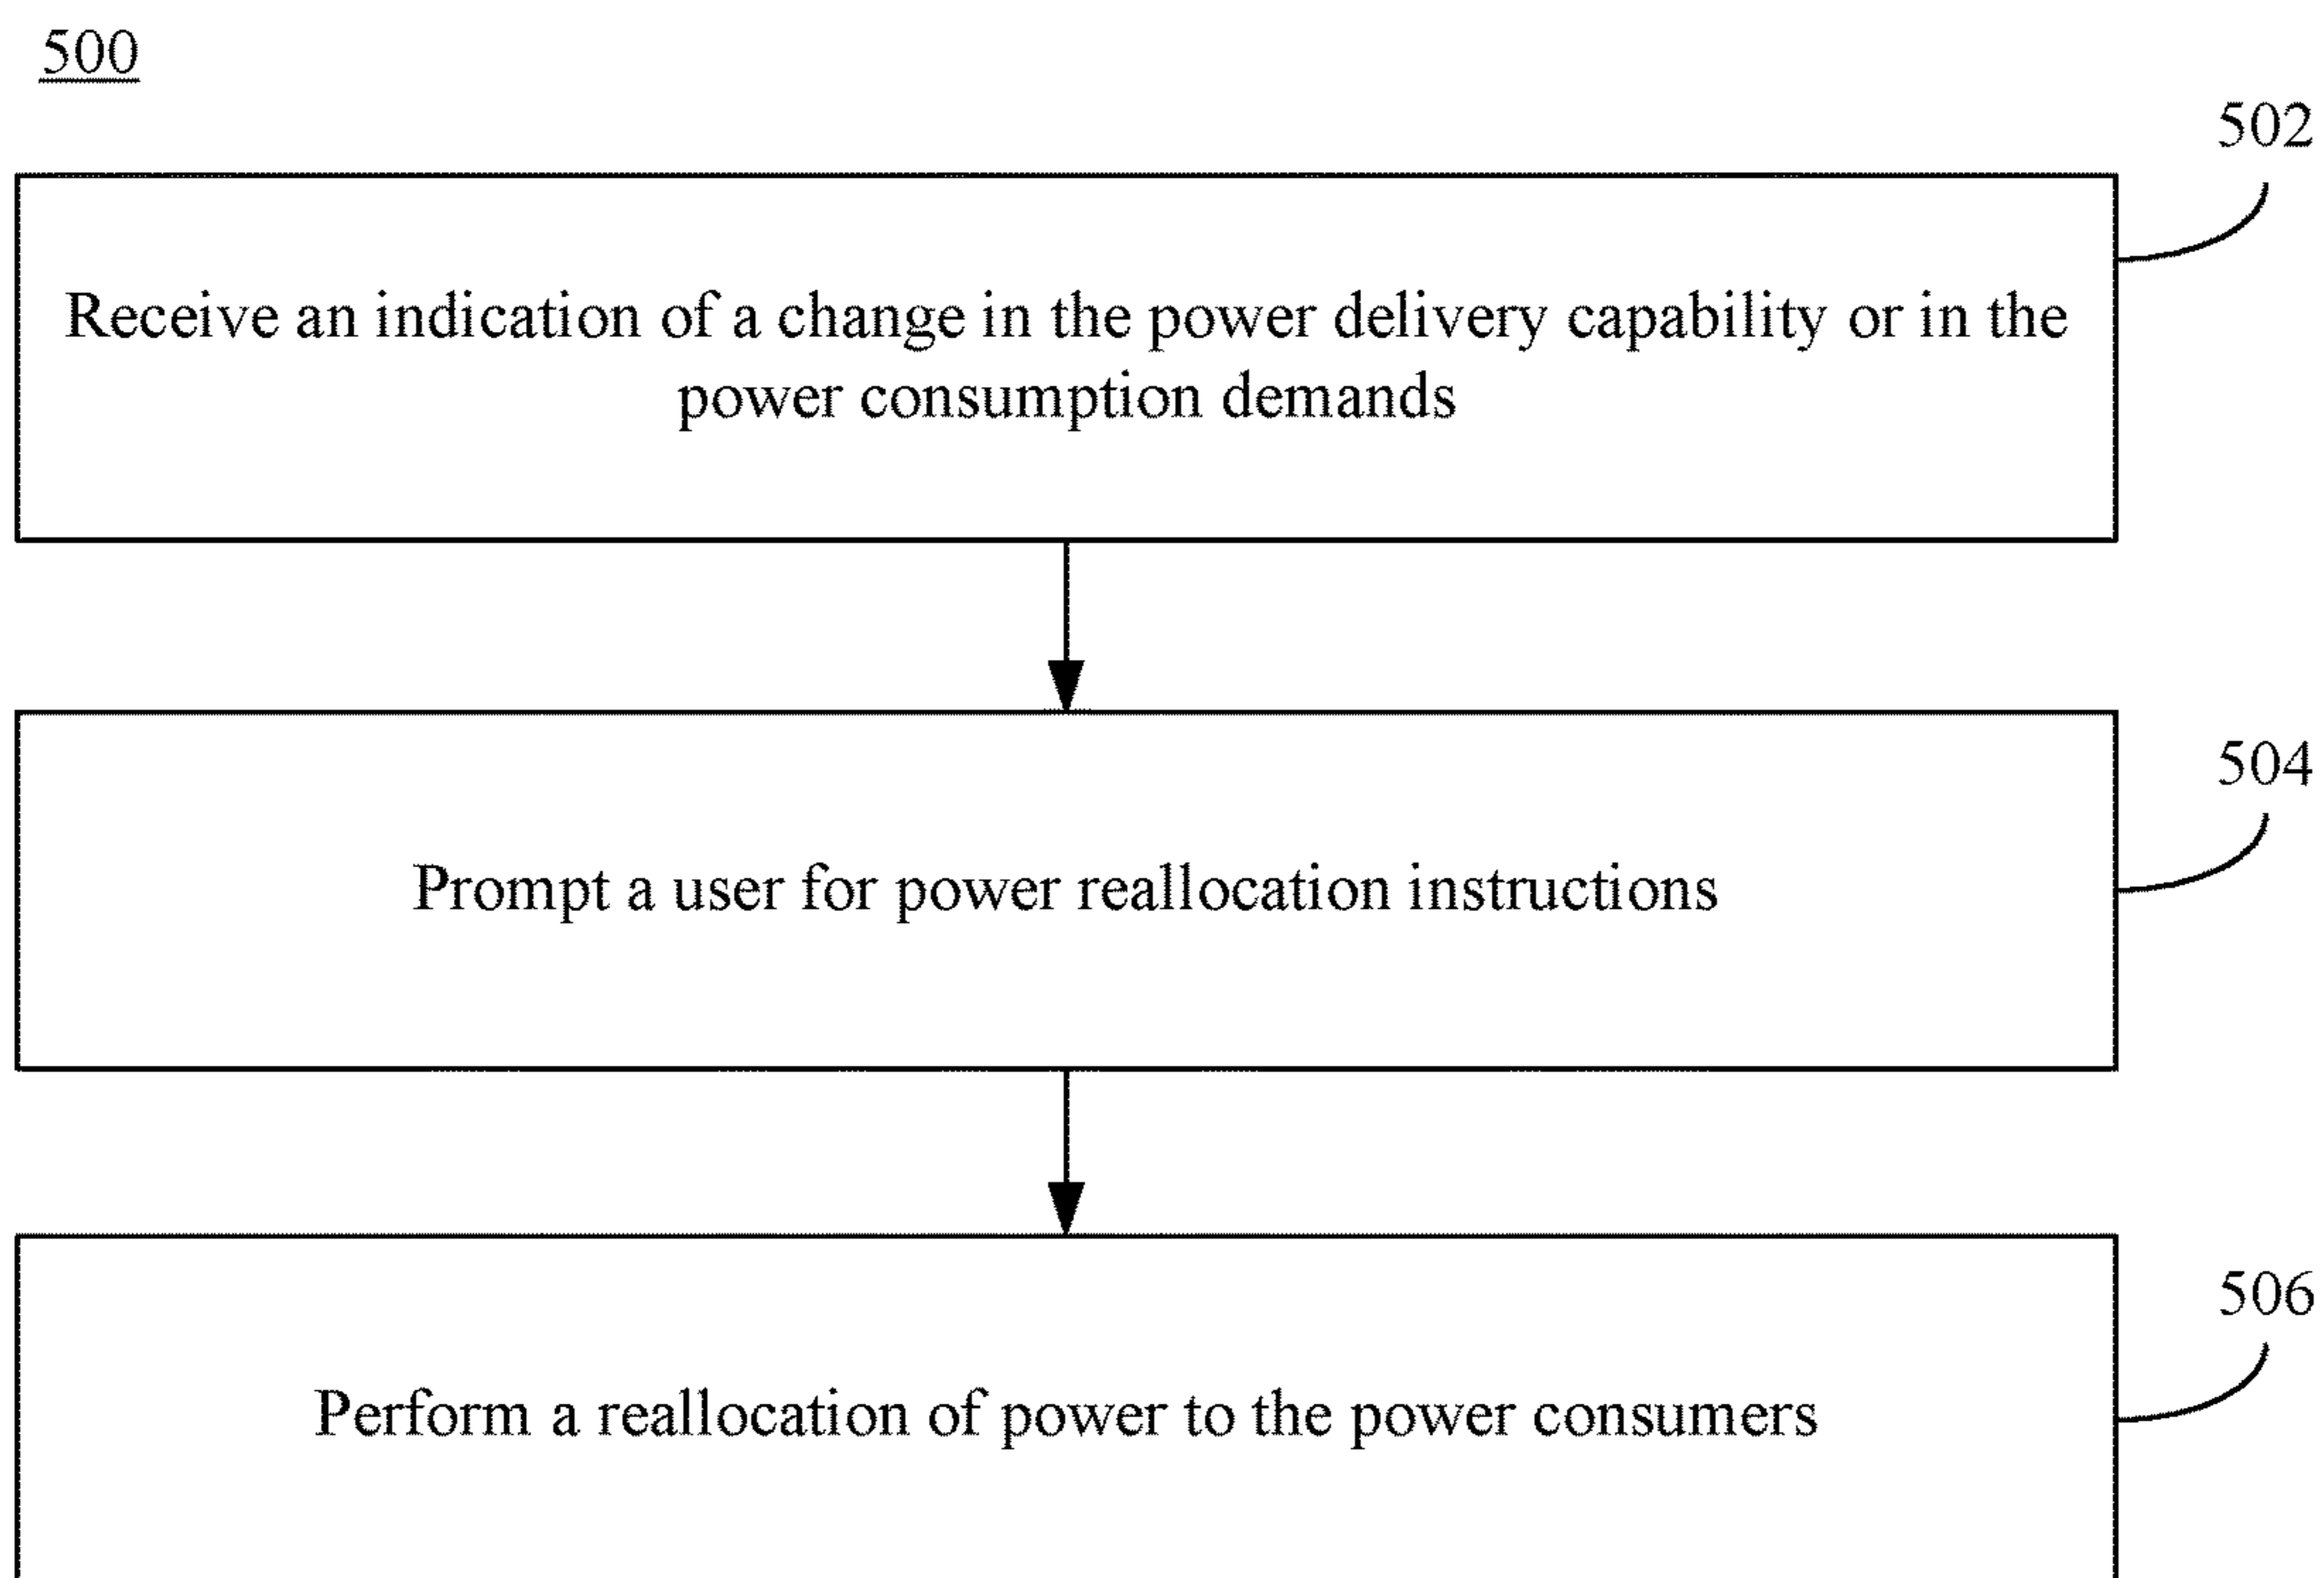 500
502
Receive an indication of a change in the power delivery capability or in the
power consumption demands
504
Prompt a user for power reallocation instructions
506
Perform a reallocation of power to the power consumers